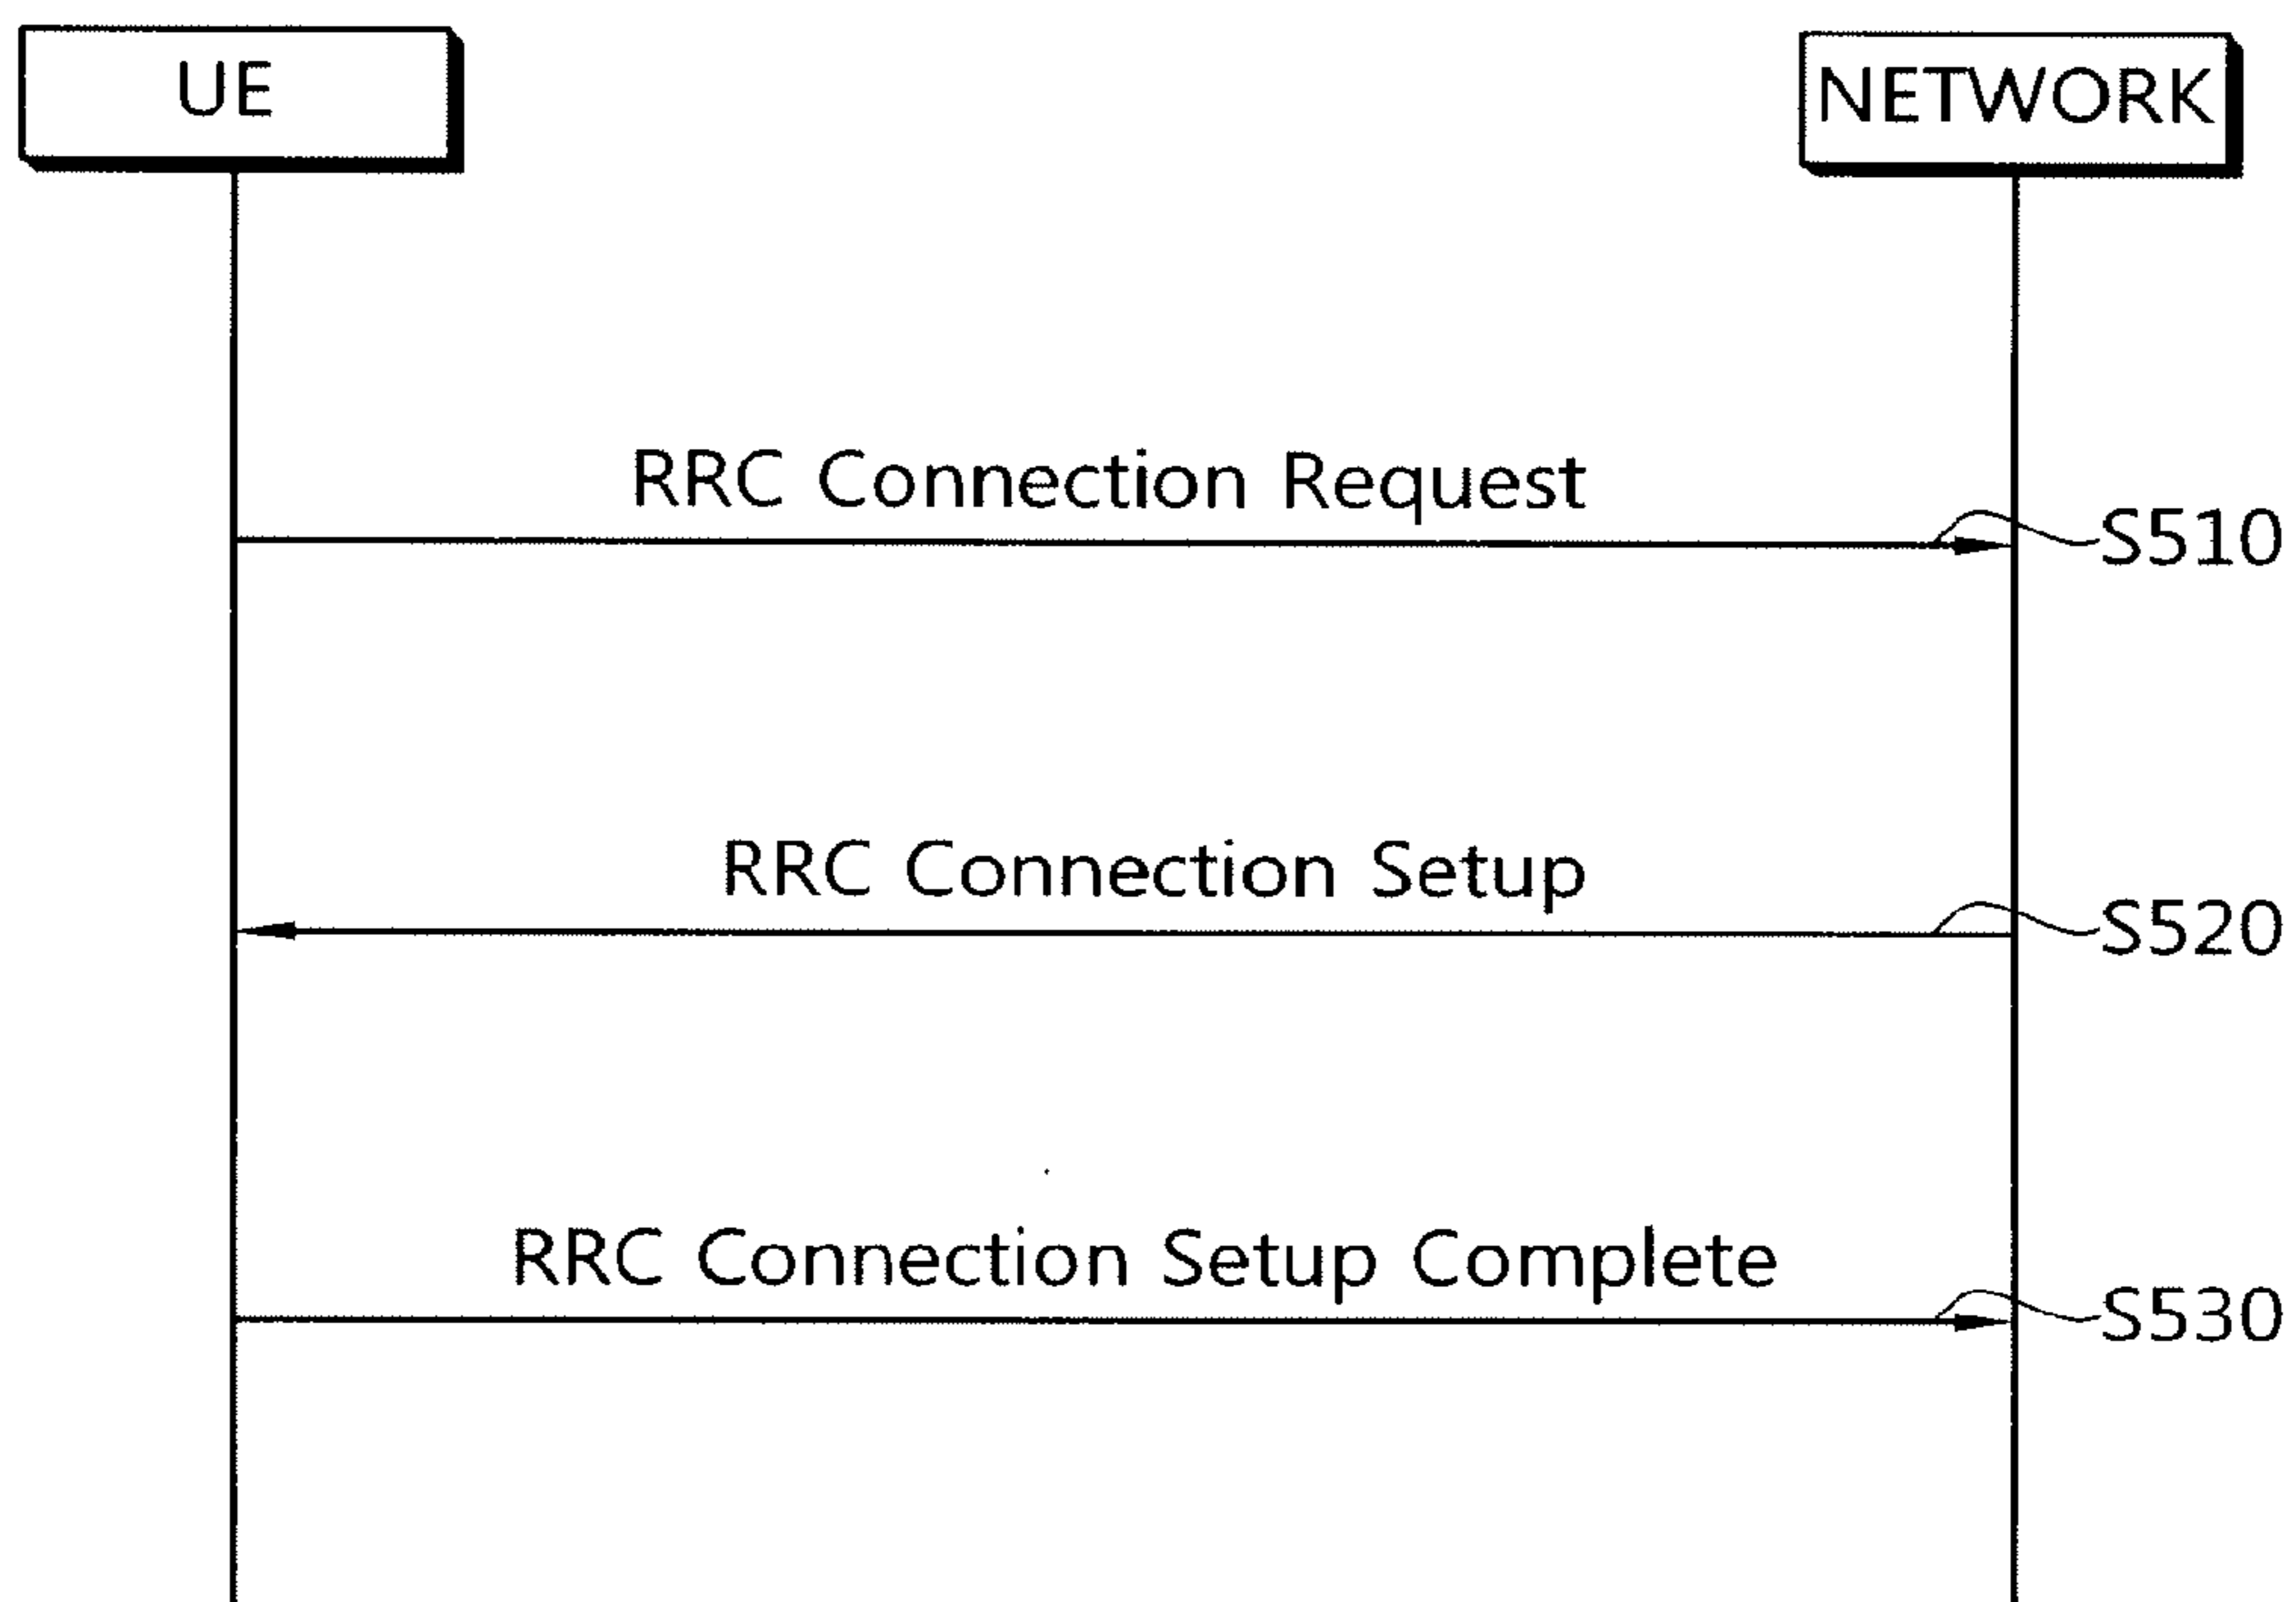 UE
NETWORK
RRC Connection Request
S510
RRC Connection Setup
S520
RRC Connection Setup Complete
S530